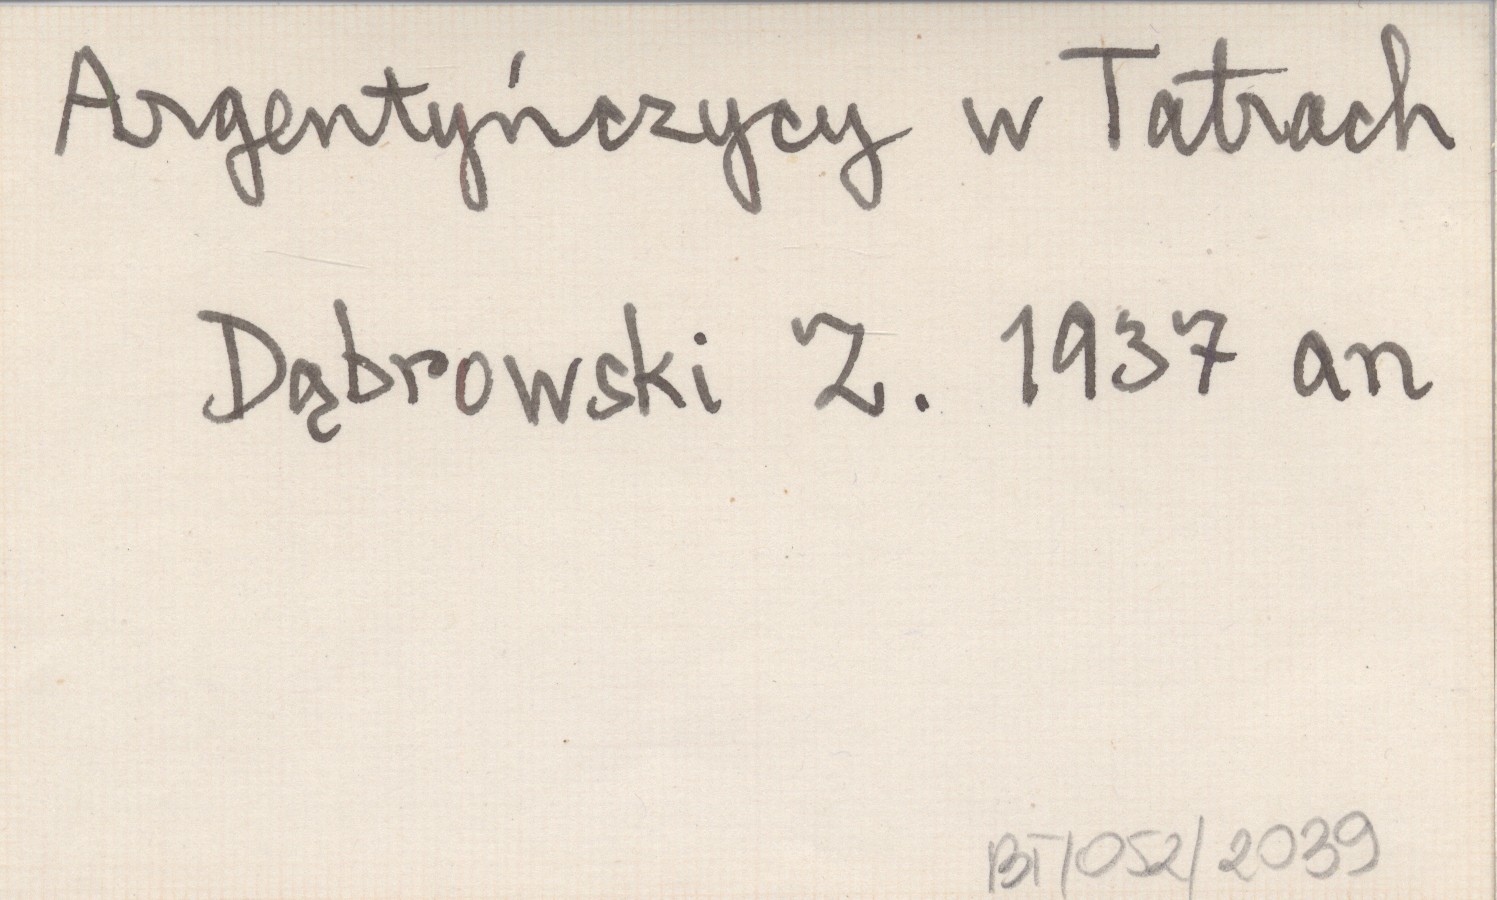 Argentyńczycy w Tatrach
Dąbrowski Z. 1937 an
BT/052/2039